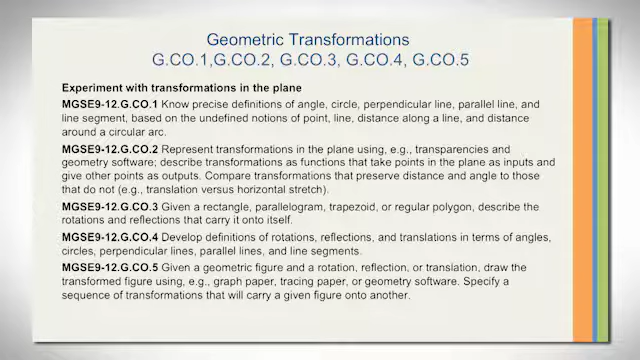 Geometric Transformations
G.CO.1,G.CO.2, G.CO.3, G.CO.4, G.CO.5
Experiment with transformations in the plane
MGSE9-12.G.CO.1 Know precise definitions of angle, circle, perpendicular line, parallel line, and
line segment, based on the undefined notions of point, line, distance along a line, and distance
around a circular arc.
MGSE9-12.G.CO.2 Represent transformations in the plane using, e.g., transparencies and
geometry software; describe transformations as functions that take points in the plane as inputs and
give other points as outputs. Compare transformations that preserve distance and angle to those
that do not (e.g., translation versus horizontal stretch).
MGSE9-12.G.CO.3 Given a rectangle, parallelogram, trapezoid, or regular polygon, describe the
rotations and reflections that carry it onto itself.
MGSE9-12.G.CO.4 Develop definitions of rotations, reflections, and translations in terms of angles,
circles, perpendicular lines, parallel lines, and line segments.
MGSE9-12.G.CO.5 Given a geometric figure and a rotation, reflection, or translation, draw the
transformed figure using, e.g., graph paper, tracing paper, or geometry software. Specify a
sequence of transformations that will carry a given figure onto another.